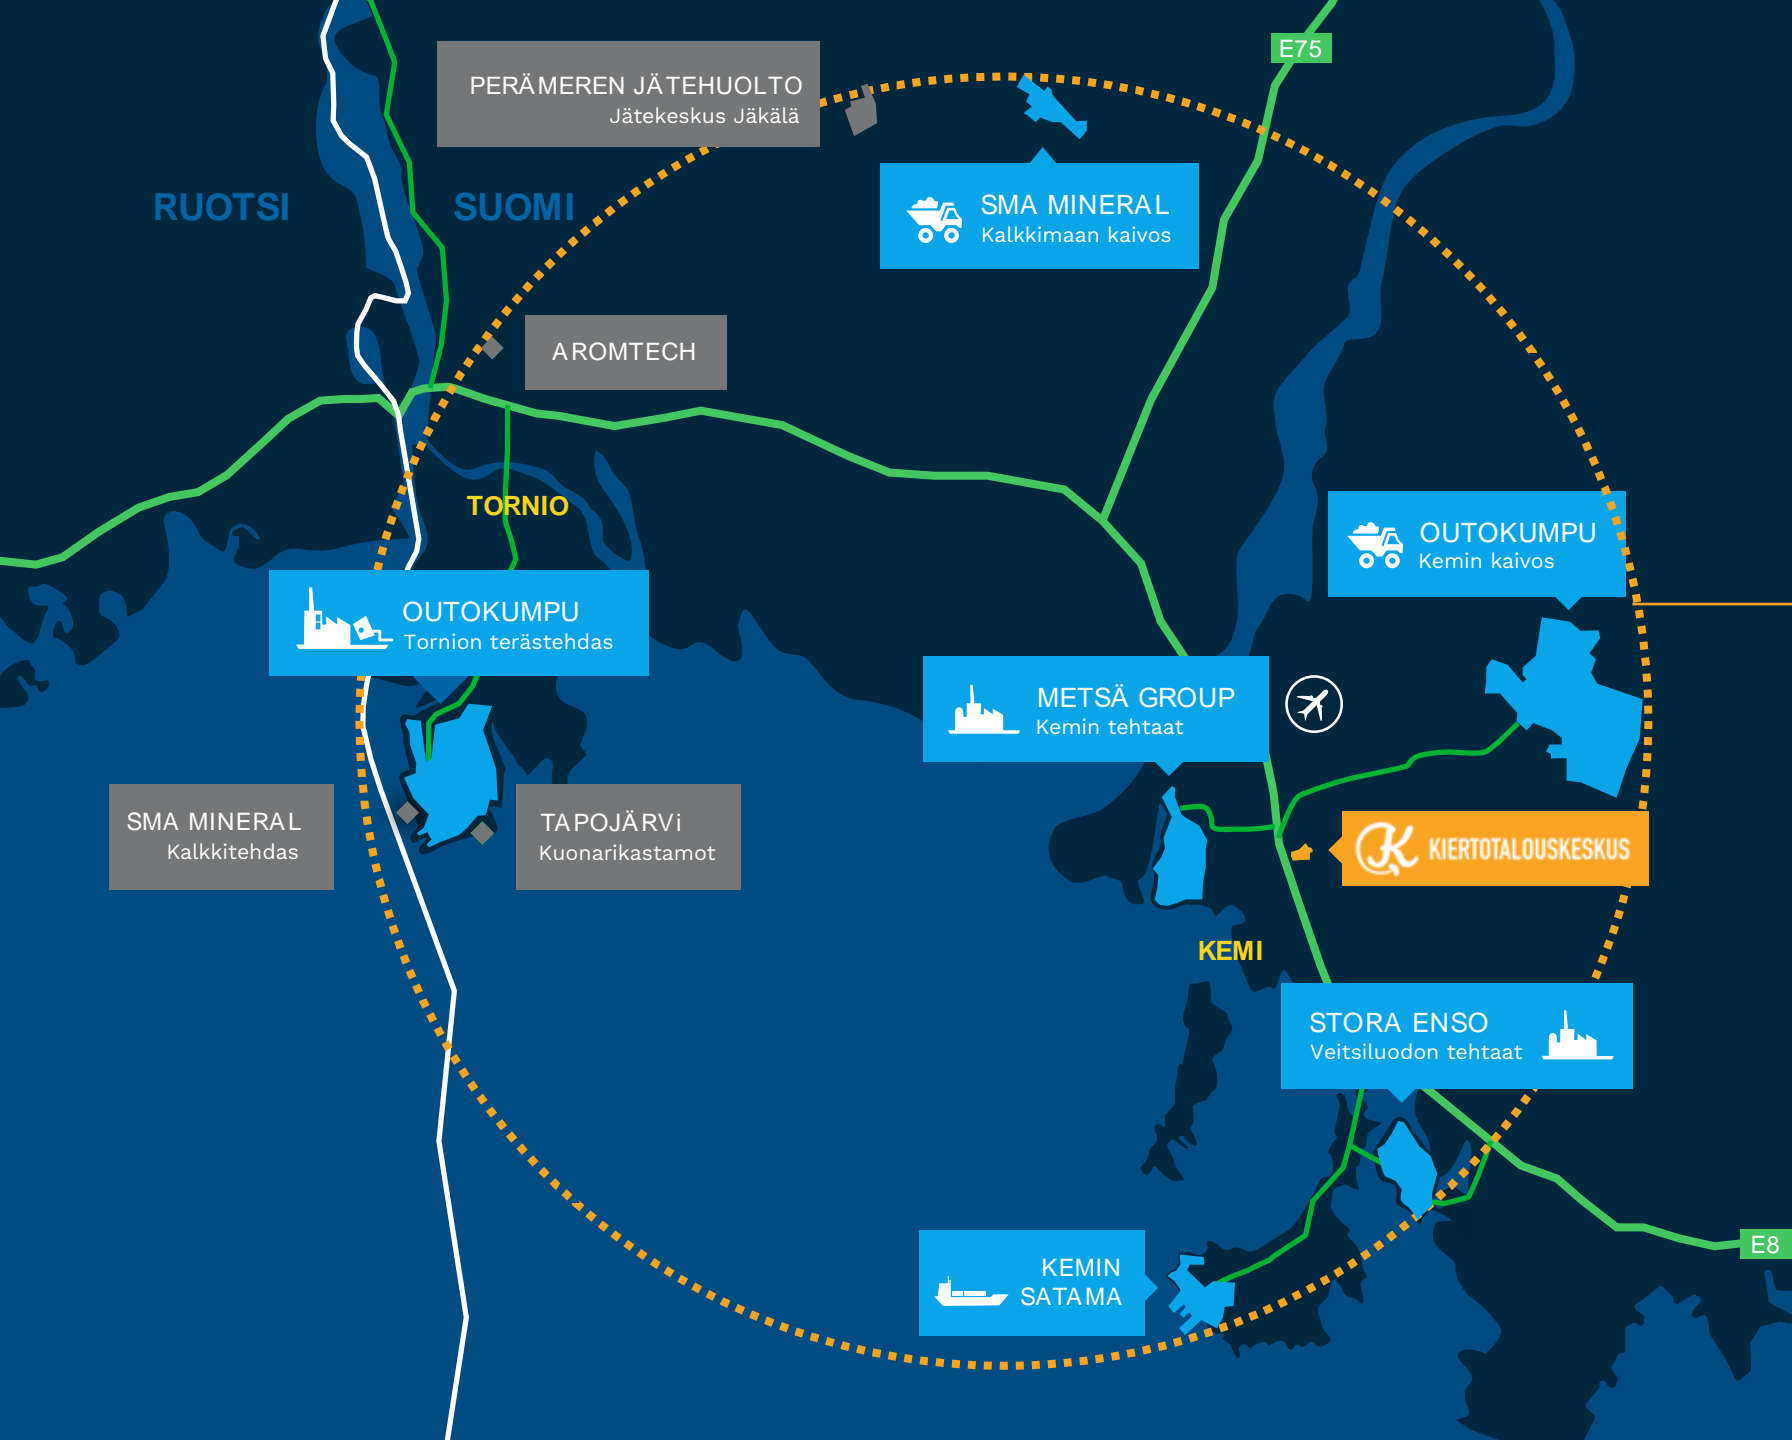 E75
PERÄMEREN JÄTEHUOLTO
Jätekeskus Jäkälä
RUOTSI
SUOMI
SMA MINERAL
Kalkkimaan kaivos
AROMTECH
TORNIO
OUTOKUMPU
Kemin kaivos
OUTOKUMPU
Tornion terästehdas
METSÄ GROUP
Kemin tehtaat
SMA MINERAL
Kalkkitehdas
TAPOJÄRVi
Kuonarikastamot
K KIERTOTALOUSKESKUS
KEMI
STORA ENSO
Veitsiluodon tehtaat
E8
KEMIN
SATAMA